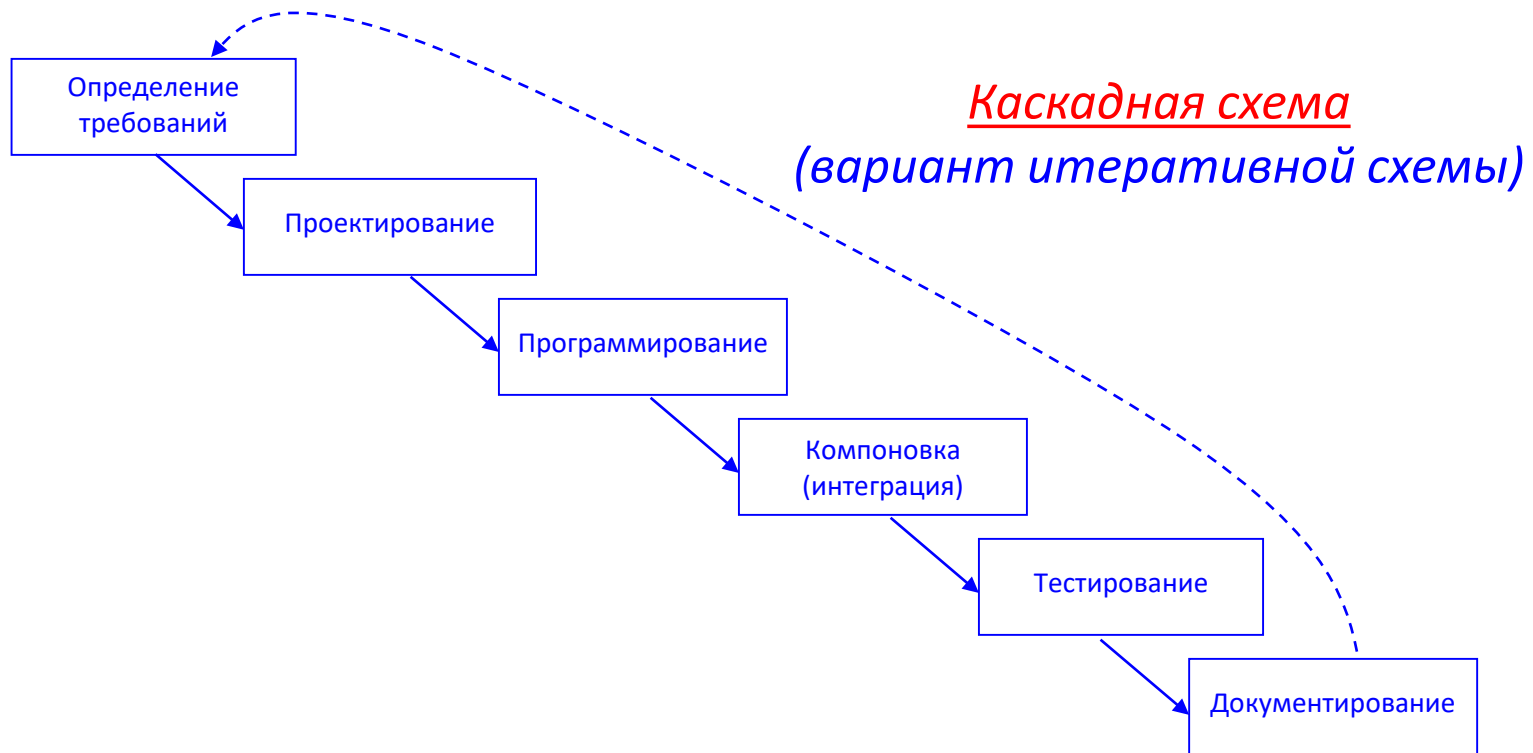 Определение
требований
Каскадная схема
(вариант итеративной схемы)
Проектирование
Программирование
Компоновка
(интеграция)
Тестирование
Документирование